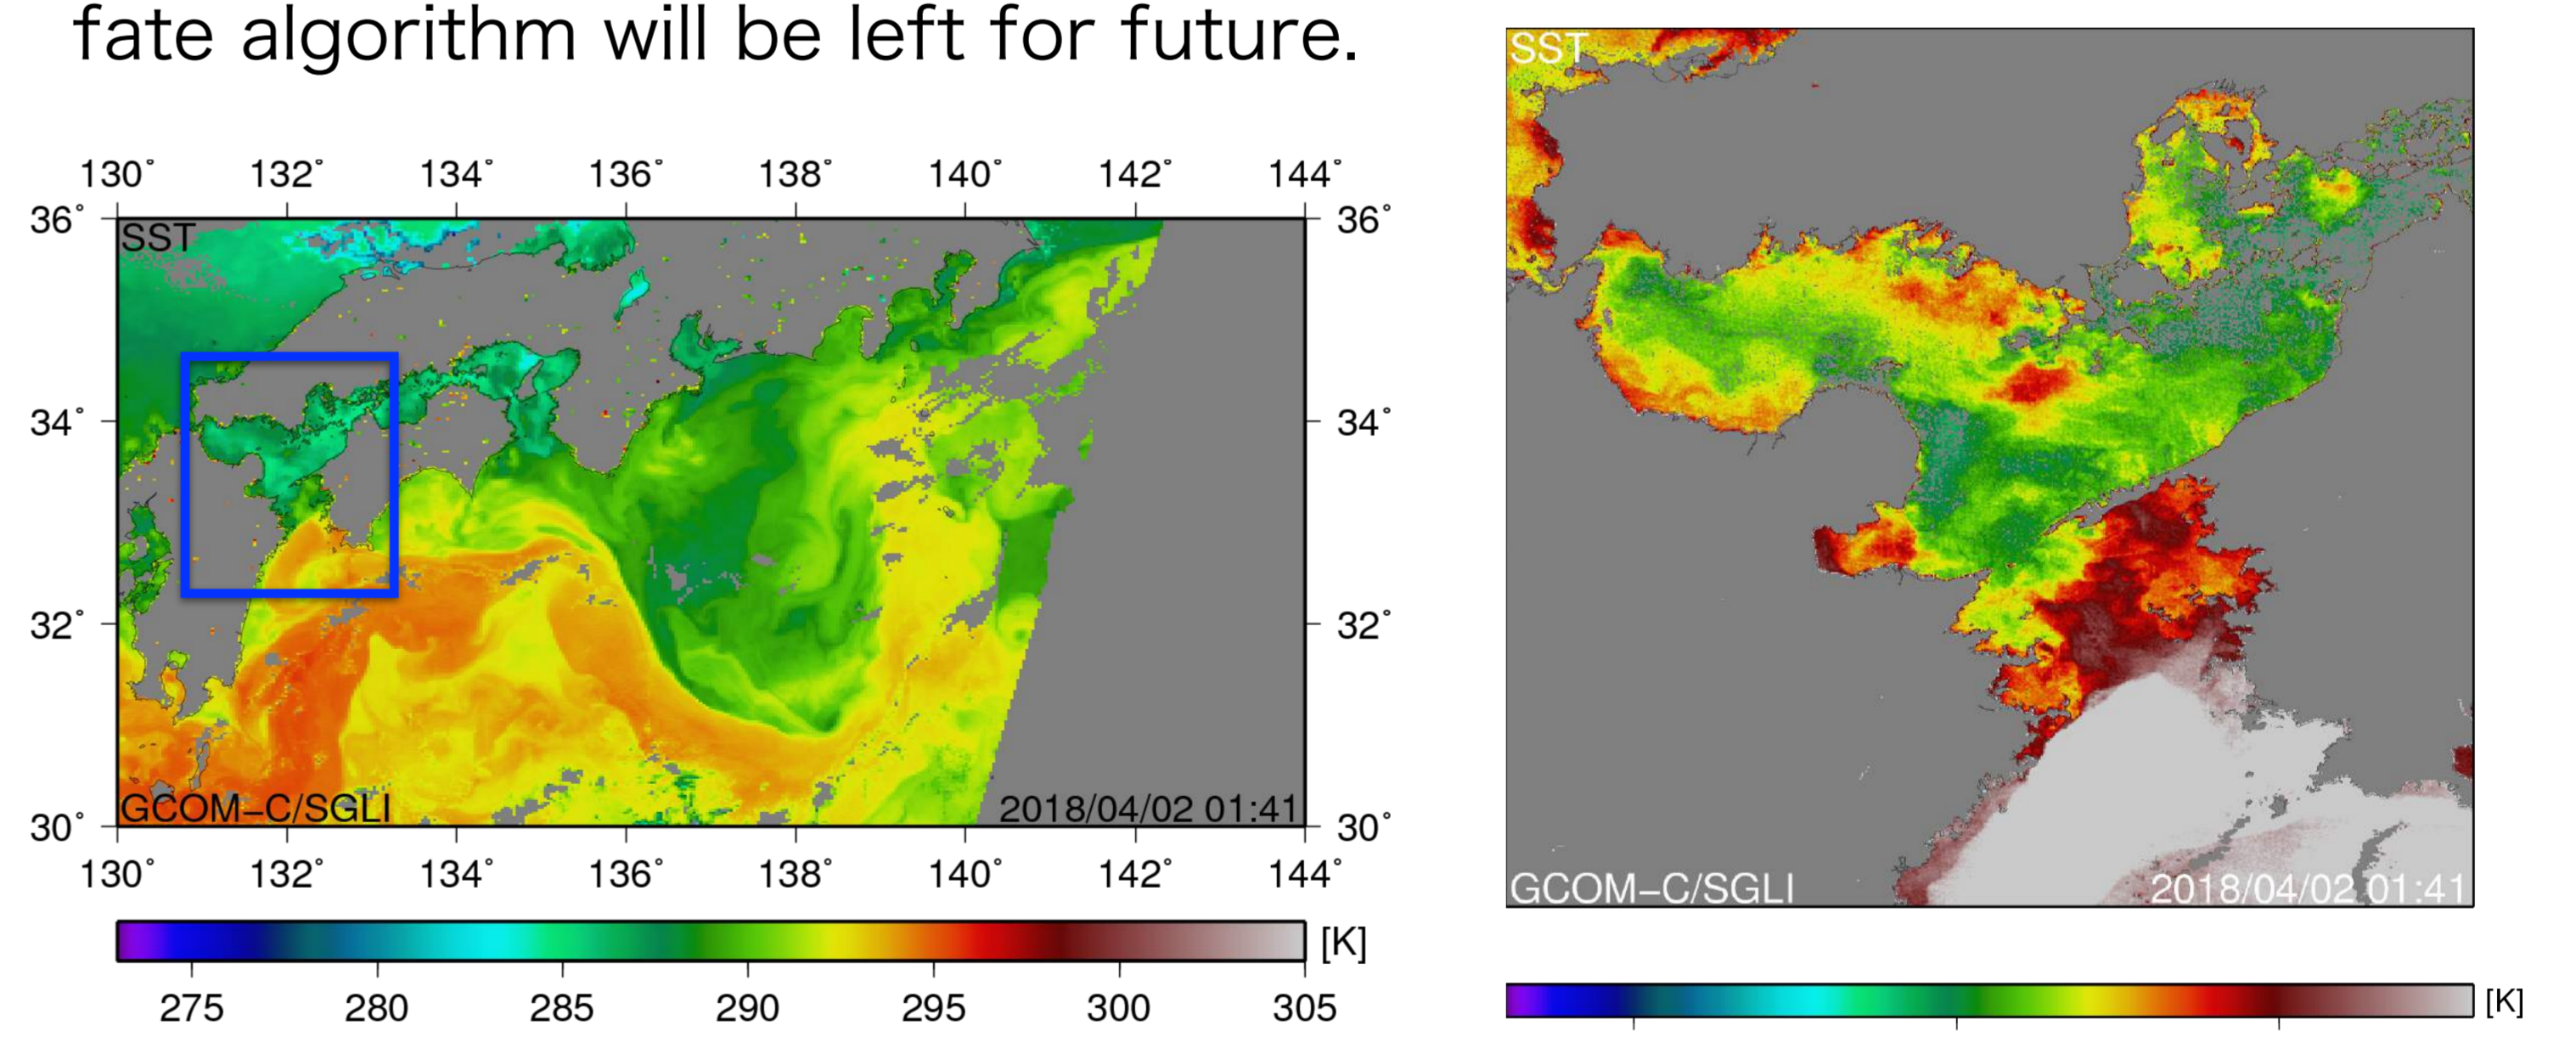 fate algorithm will be left for future.
130° 132° 134° 136° 138° 140° 142° 144°
36° 36°
SST
34° 34°
32° 32°
GCOM–C/SGLI 2018/04/02 01:41
30° 30°
130° 132° 134° 136° 138° 140° 142° 144°
[K]
275 280 285 290 295 300 305
SST
GCOM–C/SGLI 2018/04/02 01:41
[K]